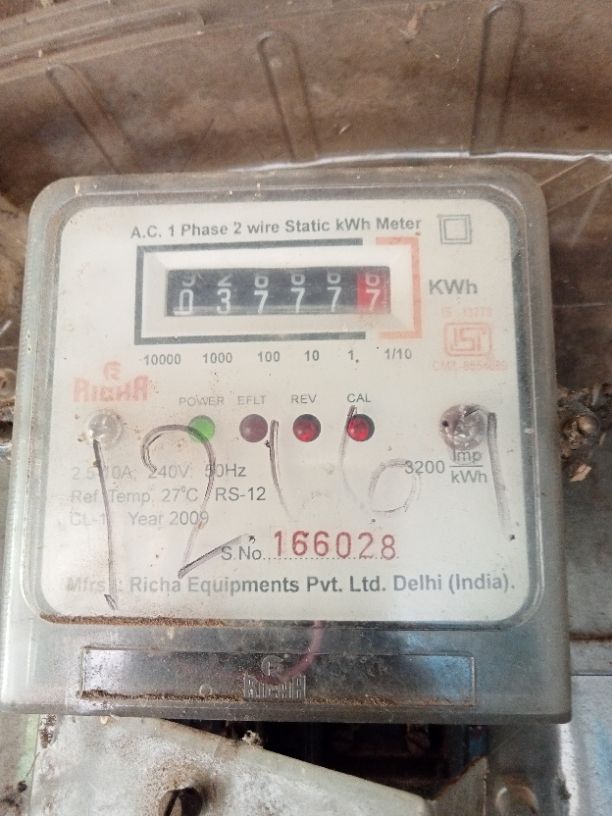 A.C. 1 Phase 2 wire Static kWh Meter
03777 7
KWh
10000 1000 100 10 1 1/10
RICHA
POWER EFLT REV CAL
2.5-10A, 240V. 50Hz
3200 Imp/kWh
Ref. Temp. 27°C RS-12
CL-1 Year 2009
S.No. 166028
Mfrs.: Richa Equipments Pvt. Ltd. Delhi (India).
RICHA